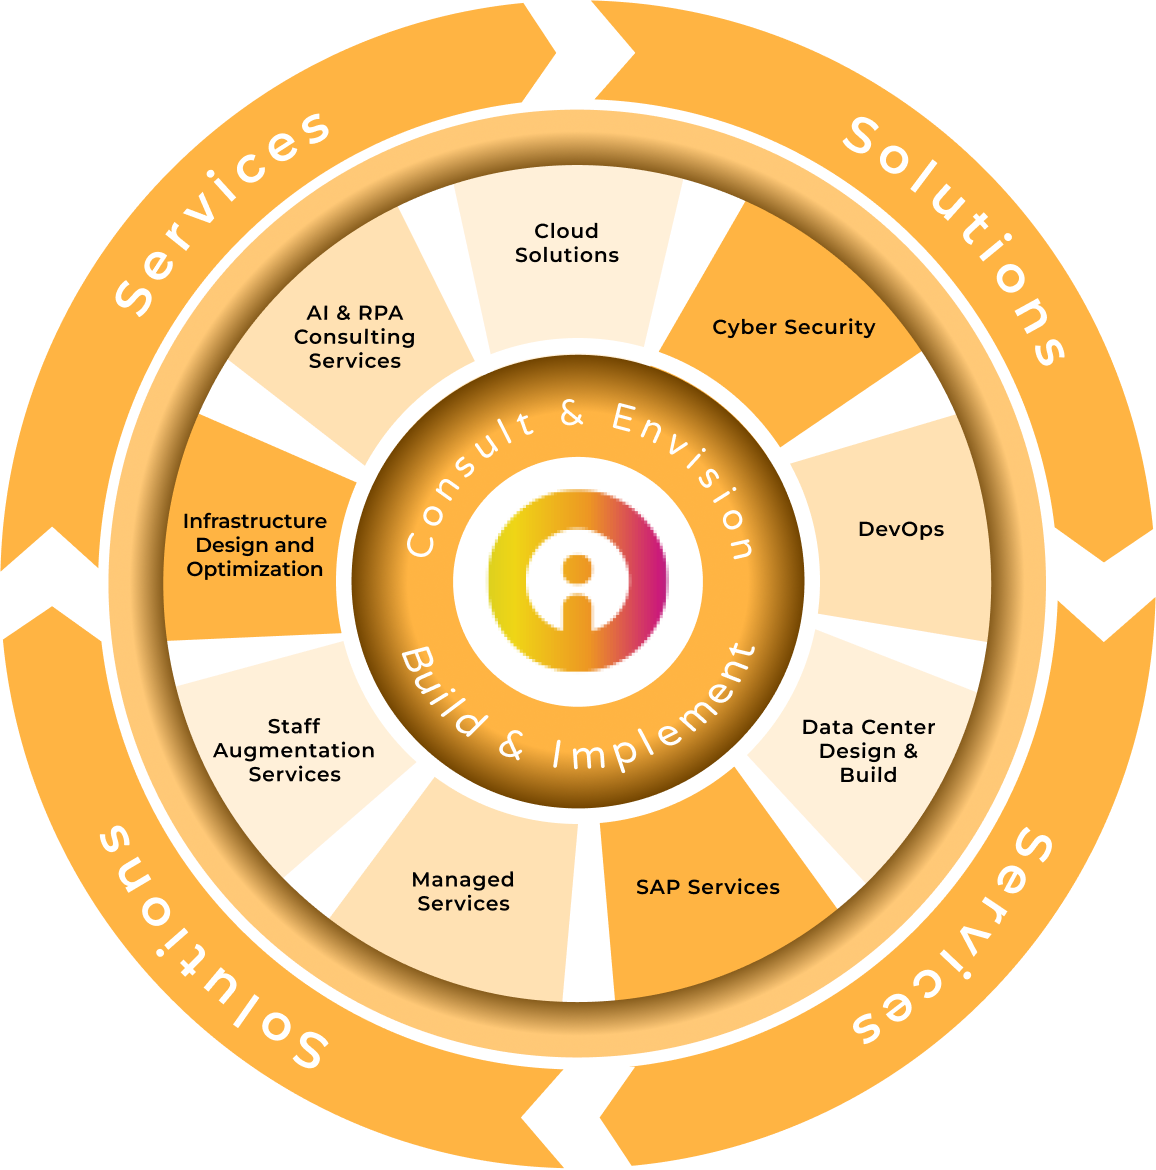 Services
Solutions
Cloud
Solutions
Cyber Security
AI & RPA
Consulting
Services
Consult & Envision
DevOps
Infrastructure
Design and
Optimization
Build & Implement
Data Center
Design &
Build
Staff
Augmentation
Services
Managed
Services
SAP Services
Solutions
Services